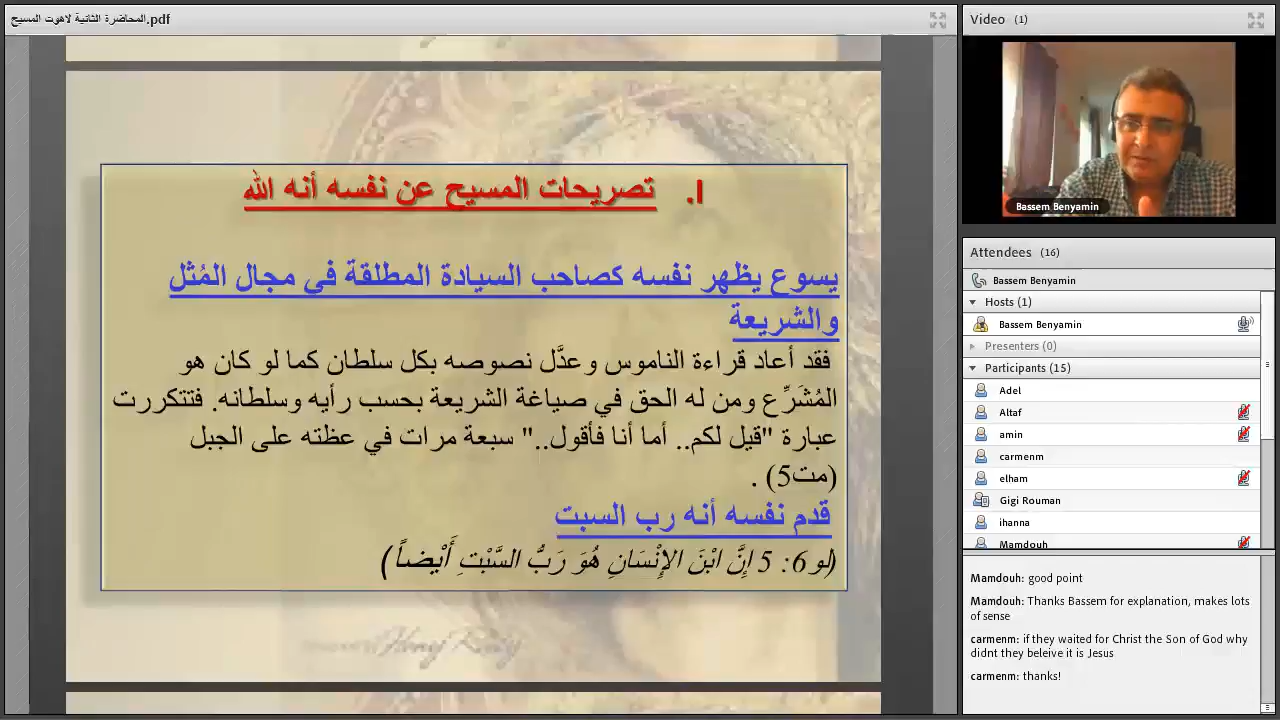 المحاضرة الثانية لاهوت المسيح.pdf
I. تصريحات المسيح عن نفسه أنه الله
يسوع يظهر نفسه كصاحب السيادة المطلقة في مجال المُثل
والشريعة
فقد أعاد قراءة الناموس وعدَّل نصوصه بكل سلطان كما لو كان هو
المُشَرِّع ومن له الحق في صياغة الشريعة بحسب رأيه وسلطانه. فتتكررت
عبارة "قيل لكم.. أما أنا فأقول.." سبعة مرات في عظته على الجبل
(مت5) .
قدم نفسه أنه رب السبت
(لو6: 5 إِنَّ ابْنَ الإِنْسَانِ هُوَ رَبُّ السَّبْتِ أَيْضاً)
Video (1)
Bassem Benyamin
Attendees (16)
Bassem Benyamin
Hosts (1)
Bassem Benyamin
Presenters (0)
Participants (15)
Adel
Altaf
amin
carmenm
elham
Gigi Rouman
ihanna
Mamdouh
Mamdouh: good point
Mamdouh: Thanks Bassem for explanation, makes lots
of sense
carmenm: if they waited for Christ the Son of God why
didnt they beleive it is Jesus
carmenm: thanks!